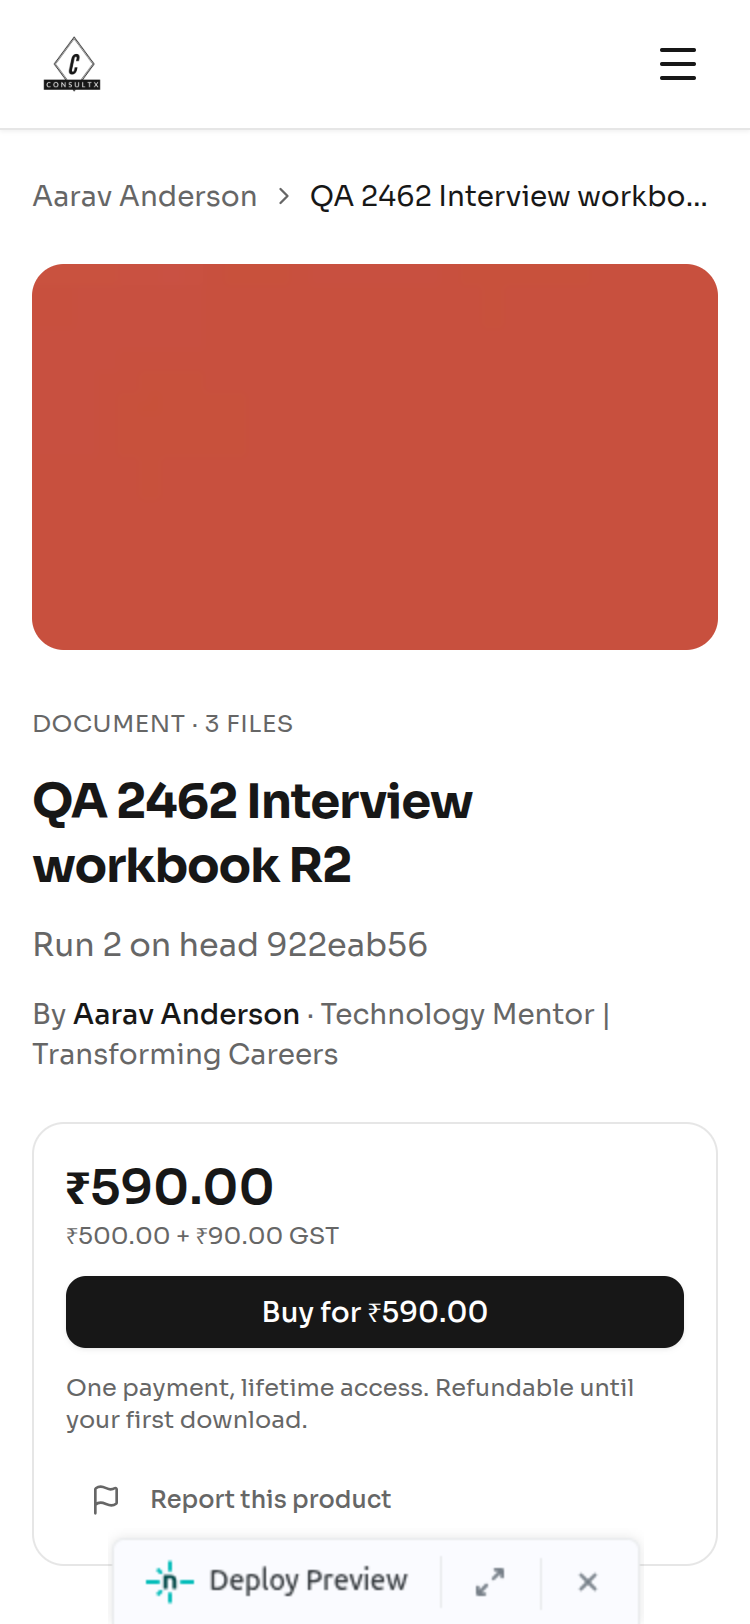 C
CONSULTX
Aarav Anderson > QA 2462 Interview workbo...
DOCUMENT · 3 FILES
QA 2462 Interview
workbook R2
Run 2 on head 922eab56
By Aarav Anderson · Technology Mentor |
Transforming Careers
₹590.00
₹500.00 + ₹90.00 GST
Buy for ₹590.00
One payment, lifetime access. Refundable until
your first download.
Report this product
n Deploy Preview